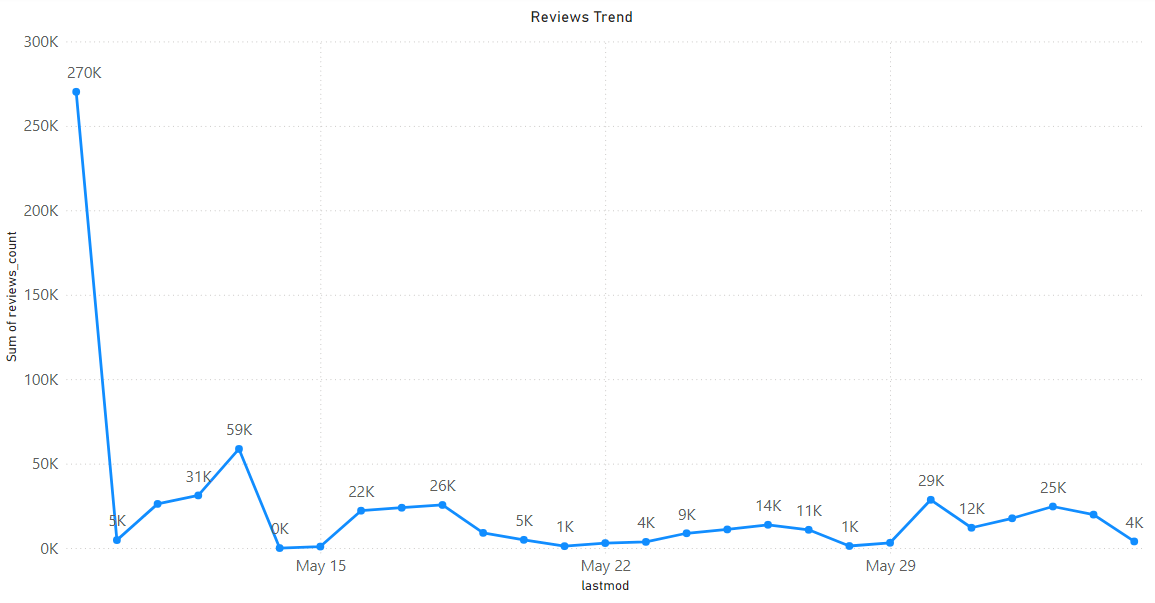 Reviews Trend
300K
250K
200K
150K
100K
50K
0K
Sum of reviews_count
270K
5K
31K
59K
0K
22K
26K
5K
1K
4K
9K
14K
11K
1K
29K
12K
25K
4K
May 15
May 22
May 29
lastmod